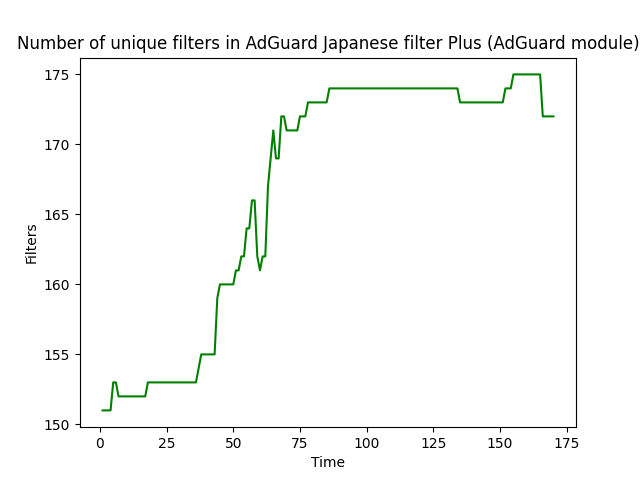 Number of unique filters in AdGuard Japanese filter Plus (AdGuard module)
175
170
165
160
155
150
Filters
0 25 50 75 100 125 150 175
Time